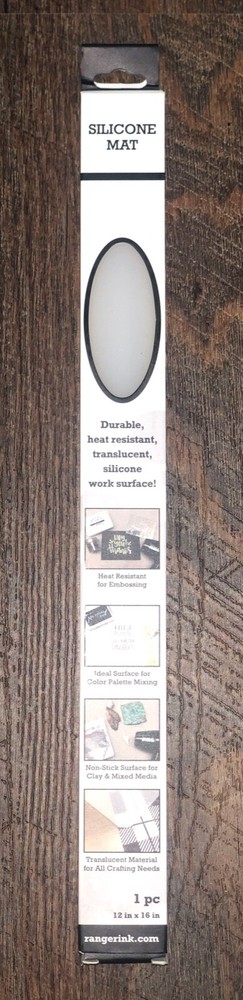 SILICONE
MAT
Durable,
heat resistant,
translucent,
silicone
work surface!
Heat Resistant
for Embossing
Ideal Surface for
Color Palette Mixing
Non-Stick Surface for
Clay & Mixed Media
Translucent Material
for All Crafting Needs
1 pc
12 in x 16 in
rangerink.com